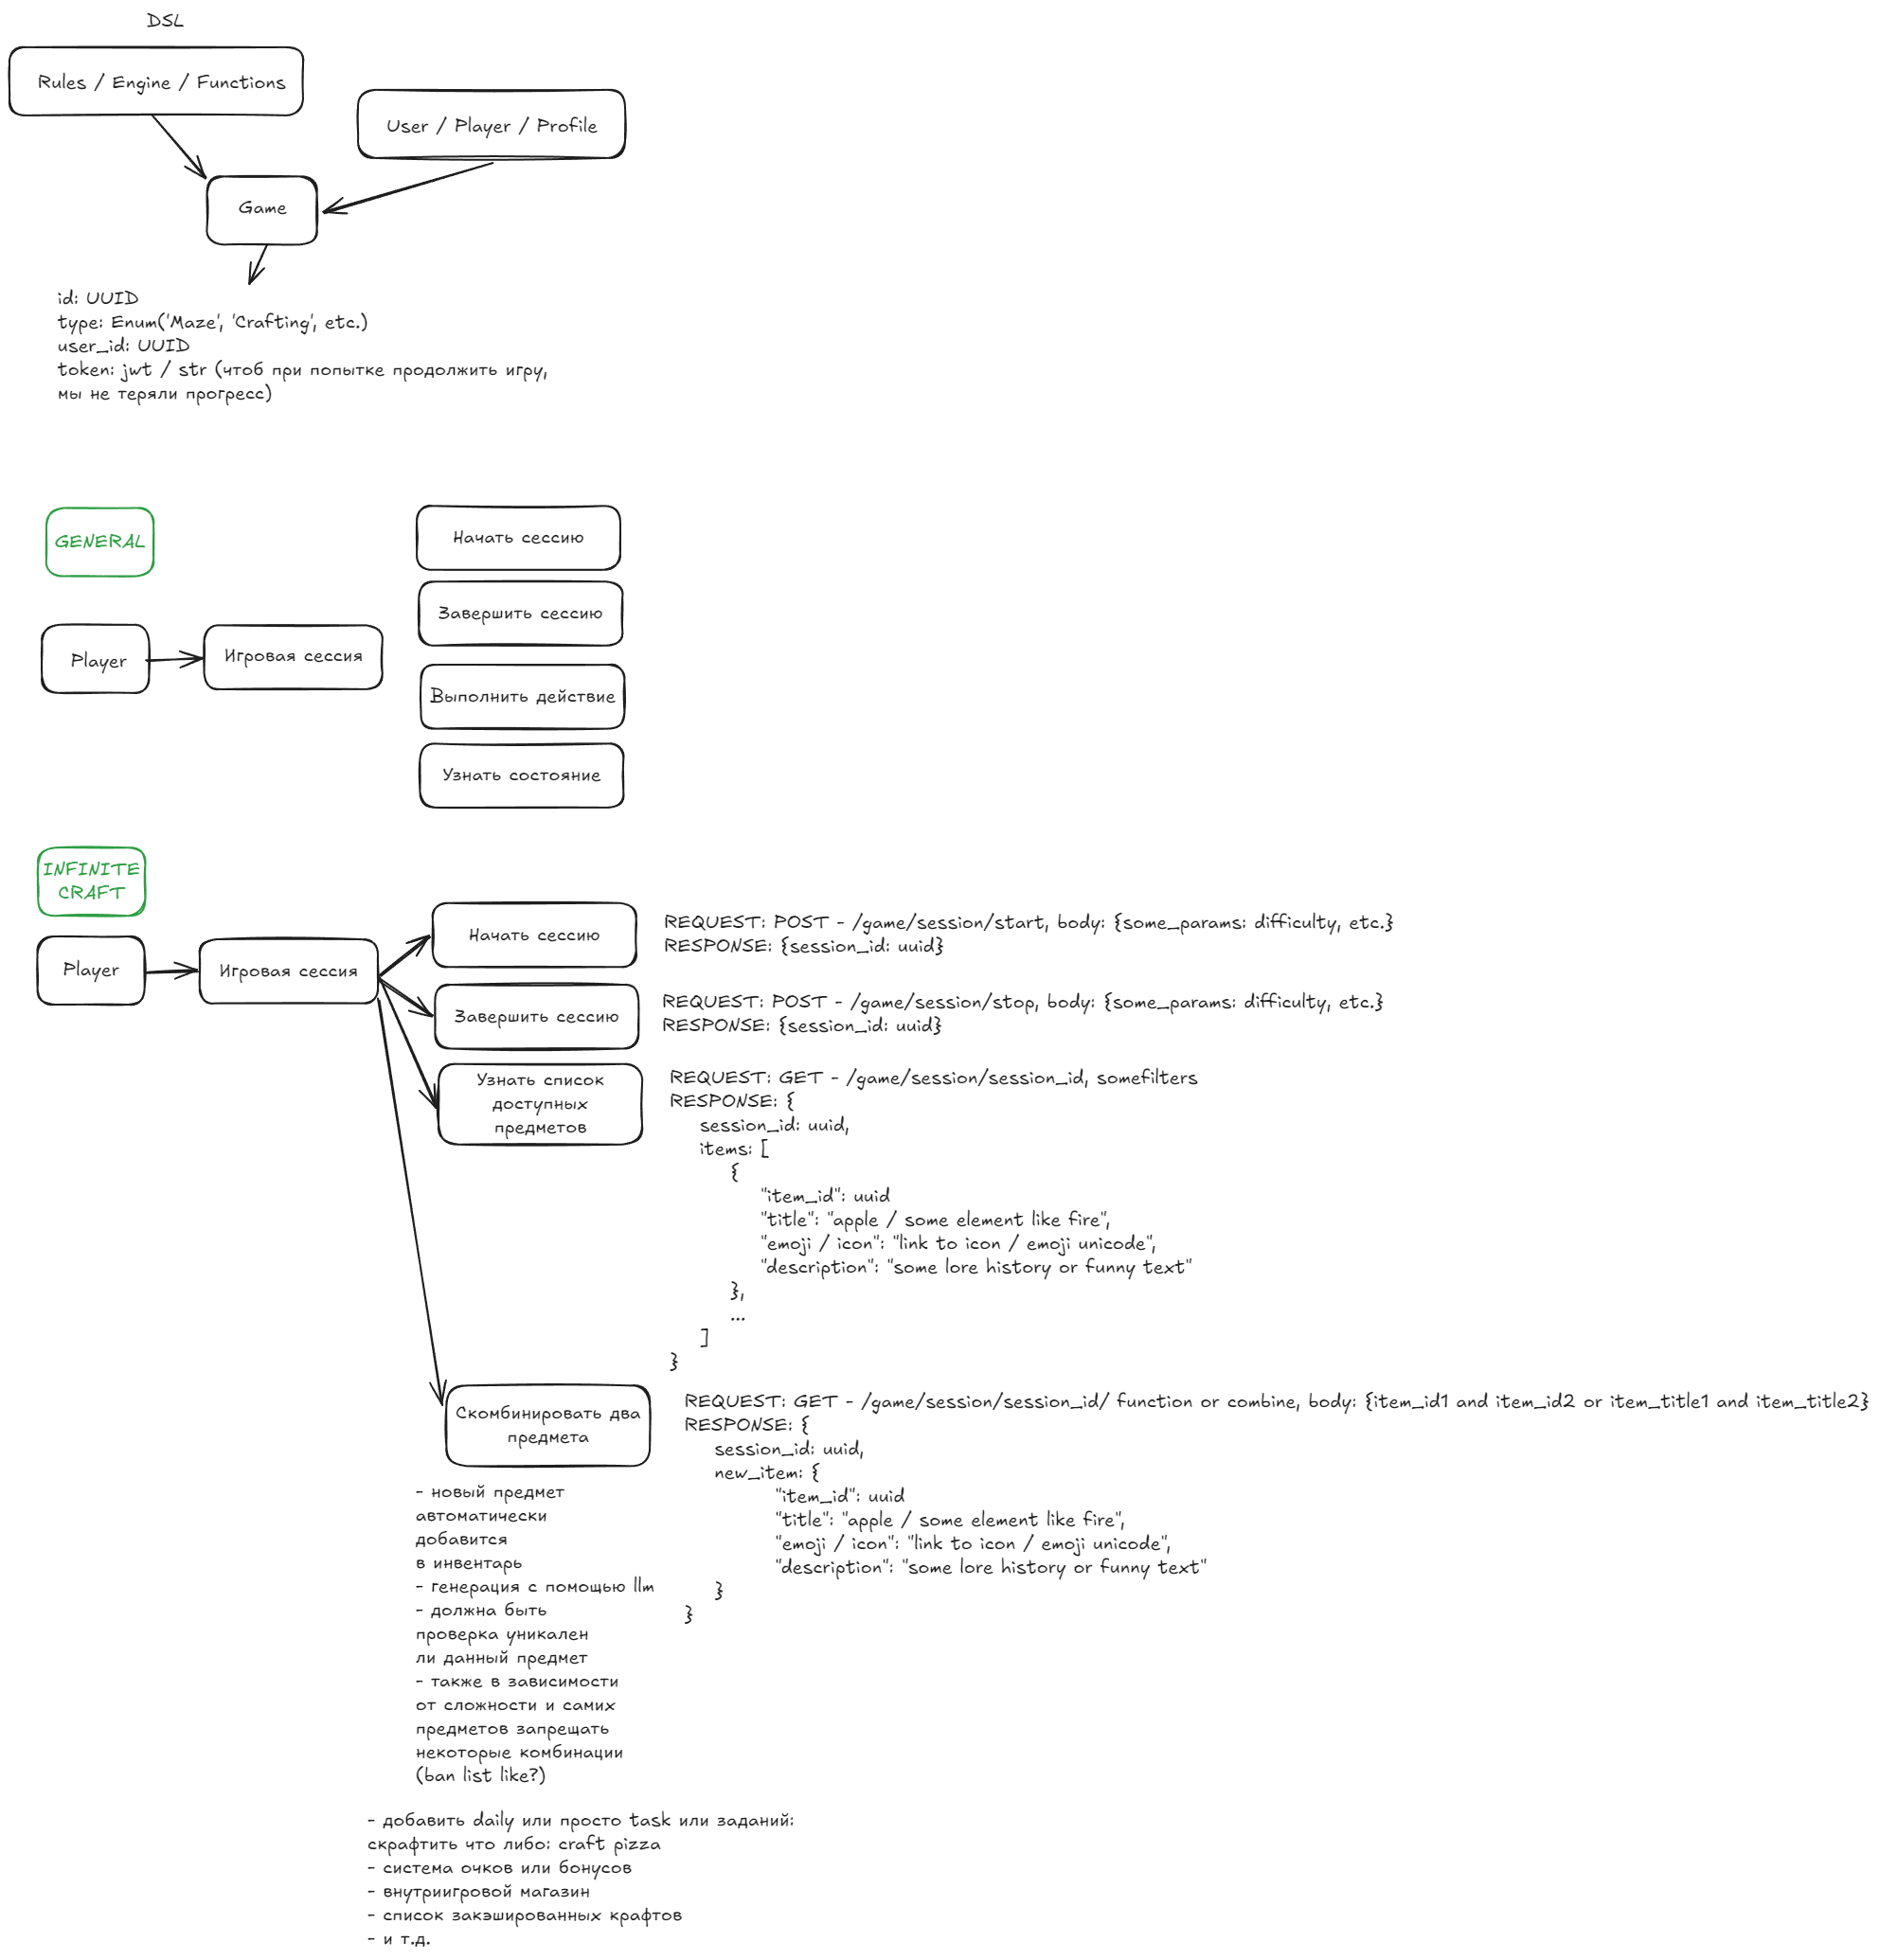 DSL
Rules / Engine / Functions
User / Player / Profile
Game
id: UUID
type: Enum('Maze', 'Crafting', etc.)
user_id: UUID
token: jwt / str (чтоб при попытке продолжить игру,
мы не теряли прогресс)
GENERAL
Player
Игровая сессия
Начать сессию
Завершить сессию
Выполнить действие
Узнать состояние
INFINITE
CRAFT
Player
Игровая сессия
Начать сессию
REQUEST: POST - /game/session/start, body: {some_params: difficulty, etc.}
RESPONSE: {session_id: uuid}
Завершить сессию
REQUEST: POST - /game/session/stop, body: {some_params: difficulty, etc.}
RESPONSE: {session_id: uuid}
Узнать список
доступных
предметов
REQUEST: GET - /game/session/session_id, somefilters
RESPONSE: {
session_id: uuid,
items: [
{
"item_id": uuid
"title": "apple / some element like fire",
"emoji / icon": "link to icon / emoji unicode",
"description": "some lore history or funny text"
},
...
]
}
Скомбинировать два
предмета
REQUEST: GET - /game/session/session_id/ function or combine, body: {item_id1 and item_id2 or item_title1 and item_title2}
RESPONSE: {
session_id: uuid,
new_item: {
"item_id": uuid
"title": "apple / some element like fire",
"emoji / icon": "link to icon / emoji unicode",
"description": "some lore history or funny text"
}
}
- новый предмет
автоматически
добавится
в инвентарь
- генерация с помощью llm
- должна быть
проверка уникален
ли данный предмет
- также в зависимости
от сложности и самих
предметов запрещать
некоторые комбинации
(ban list like?)
- добавить daily или просто task или заданий:
скрафтить что либо: craft pizza
- система очков или бонусов
- внутриигровой магазин
- список закэшированных крафтов
- и т.д.